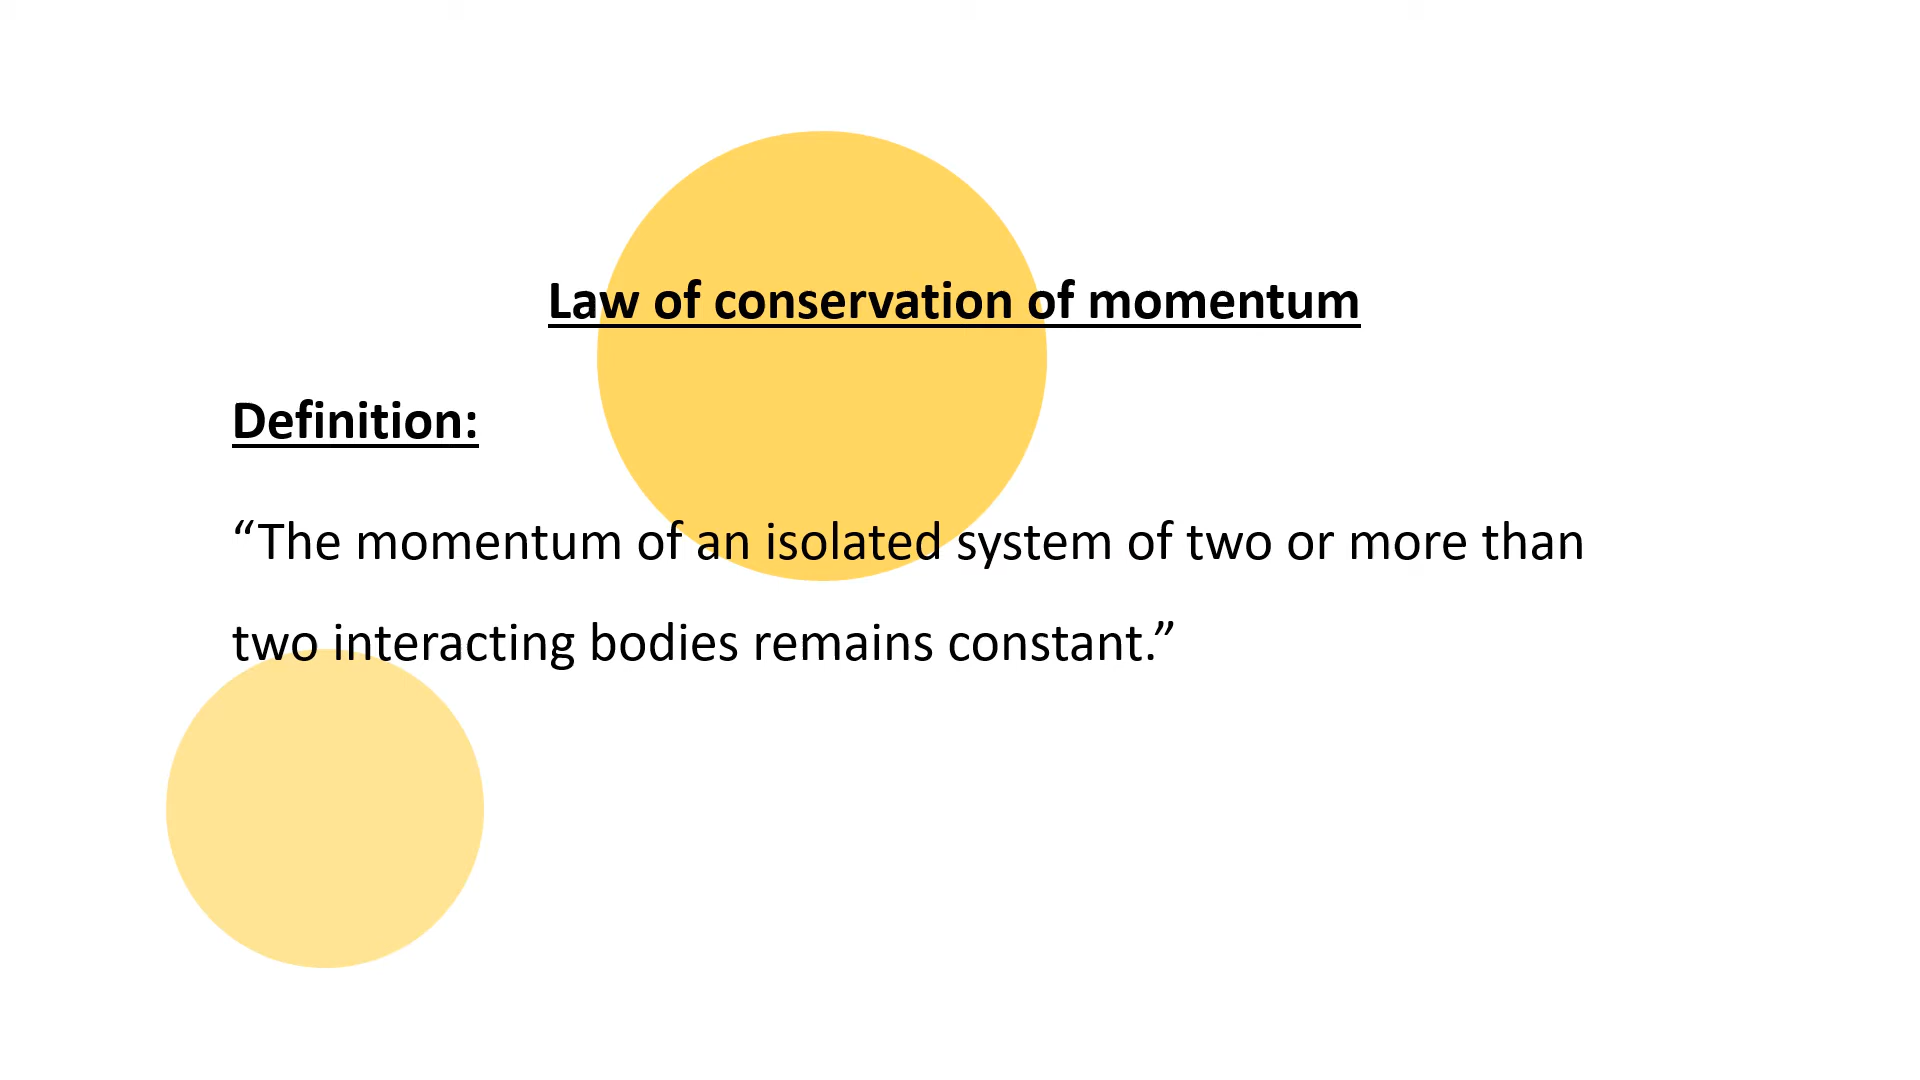 Law of conservation of momentum
Definition:
“The momentum of an isolated system of two or more than
two interacting bodies remains constant.”